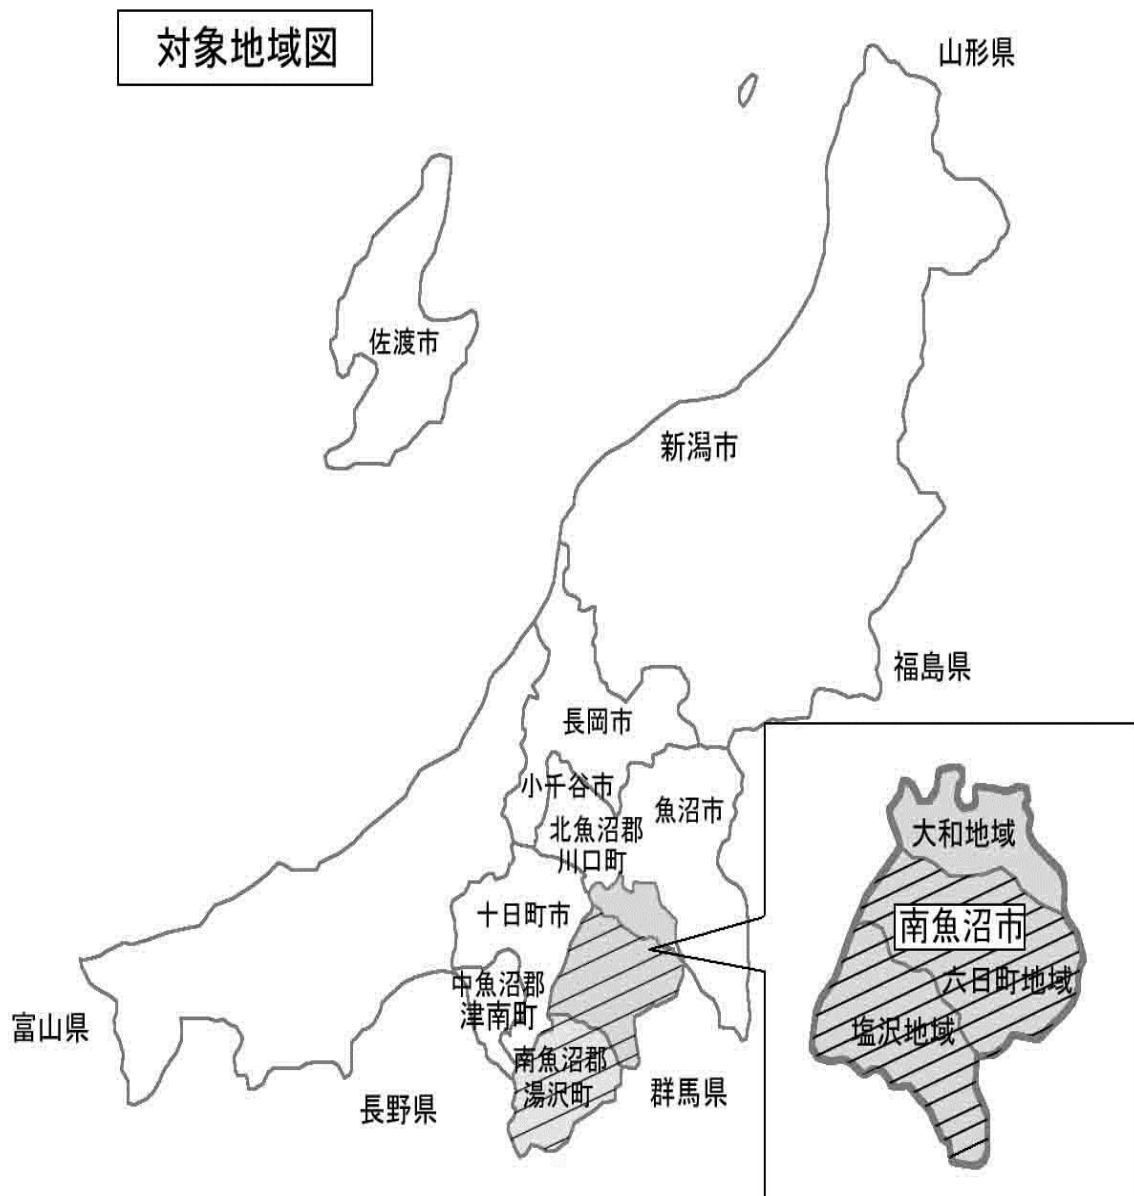 対象地域図
山形県
佐渡市
新潟市
福島県
長岡市
小千谷市
魚沼市
北魚沼郡
川口町
大和地域
十日町市
南魚沼市
六日町地域
中魚沼郡
津南町
塩沢地域
富山県
南魚沼郡
湯沢町
群馬県
長野県